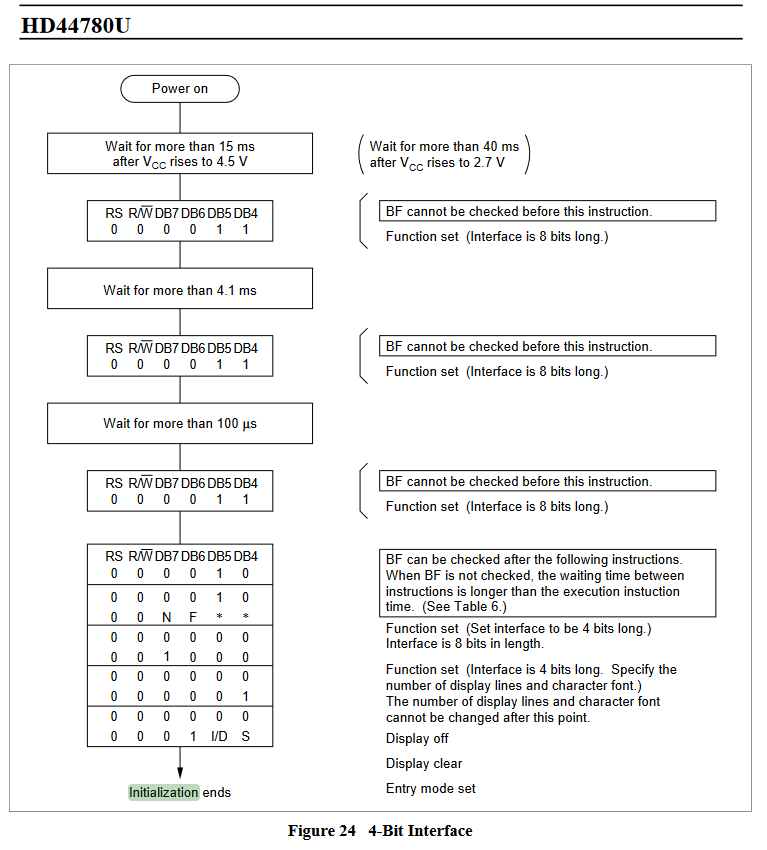 HD44780U
Power on
Wait for more than 15 ms
after VCC rises to 4.5 V
Wait for more than 40 ms
after VCC rises to 2.7 V
RS R/W̅ DB7 DB6 DB5 DB4
0 0 0 0 1 1
BF cannot be checked before this instruction.
Function set (Interface is 8 bits long.)
Wait for more than 4.1 ms
RS R/W̅ DB7 DB6 DB5 DB4
0 0 0 0 1 1
BF cannot be checked before this instruction.
Function set (Interface is 8 bits long.)
Wait for more than 100 µs
RS R/W̅ DB7 DB6 DB5 DB4
0 0 0 0 1 1
BF cannot be checked before this instruction.
Function set (Interface is 8 bits long.)
RS R/W̅ DB7 DB6 DB5 DB4
0 0 0 0 1 0
0 0 0 0 1 0
0 0 N F * *
0 0 0 0 0 0
0 0 1 0 0 0
0 0 0 0 0 0
0 0 0 0 0 1
0 0 0 0 0 0
0 0 0 1 I/D S
BF can be checked after the following instructions.
When BF is not checked, the waiting time between
instructions is longer than the execution instuction
time. (See Table 6.)
Function set (Set interface to be 4 bits long.)
Interface is 8 bits in length.
Function set (Interface is 4 bits long. Specify the
number of display lines and character font.)
The number of display lines and character font
cannot be changed after this point.
Display off
Display clear
Entry mode set
Initialization ends
Figure 24 4-Bit Interface